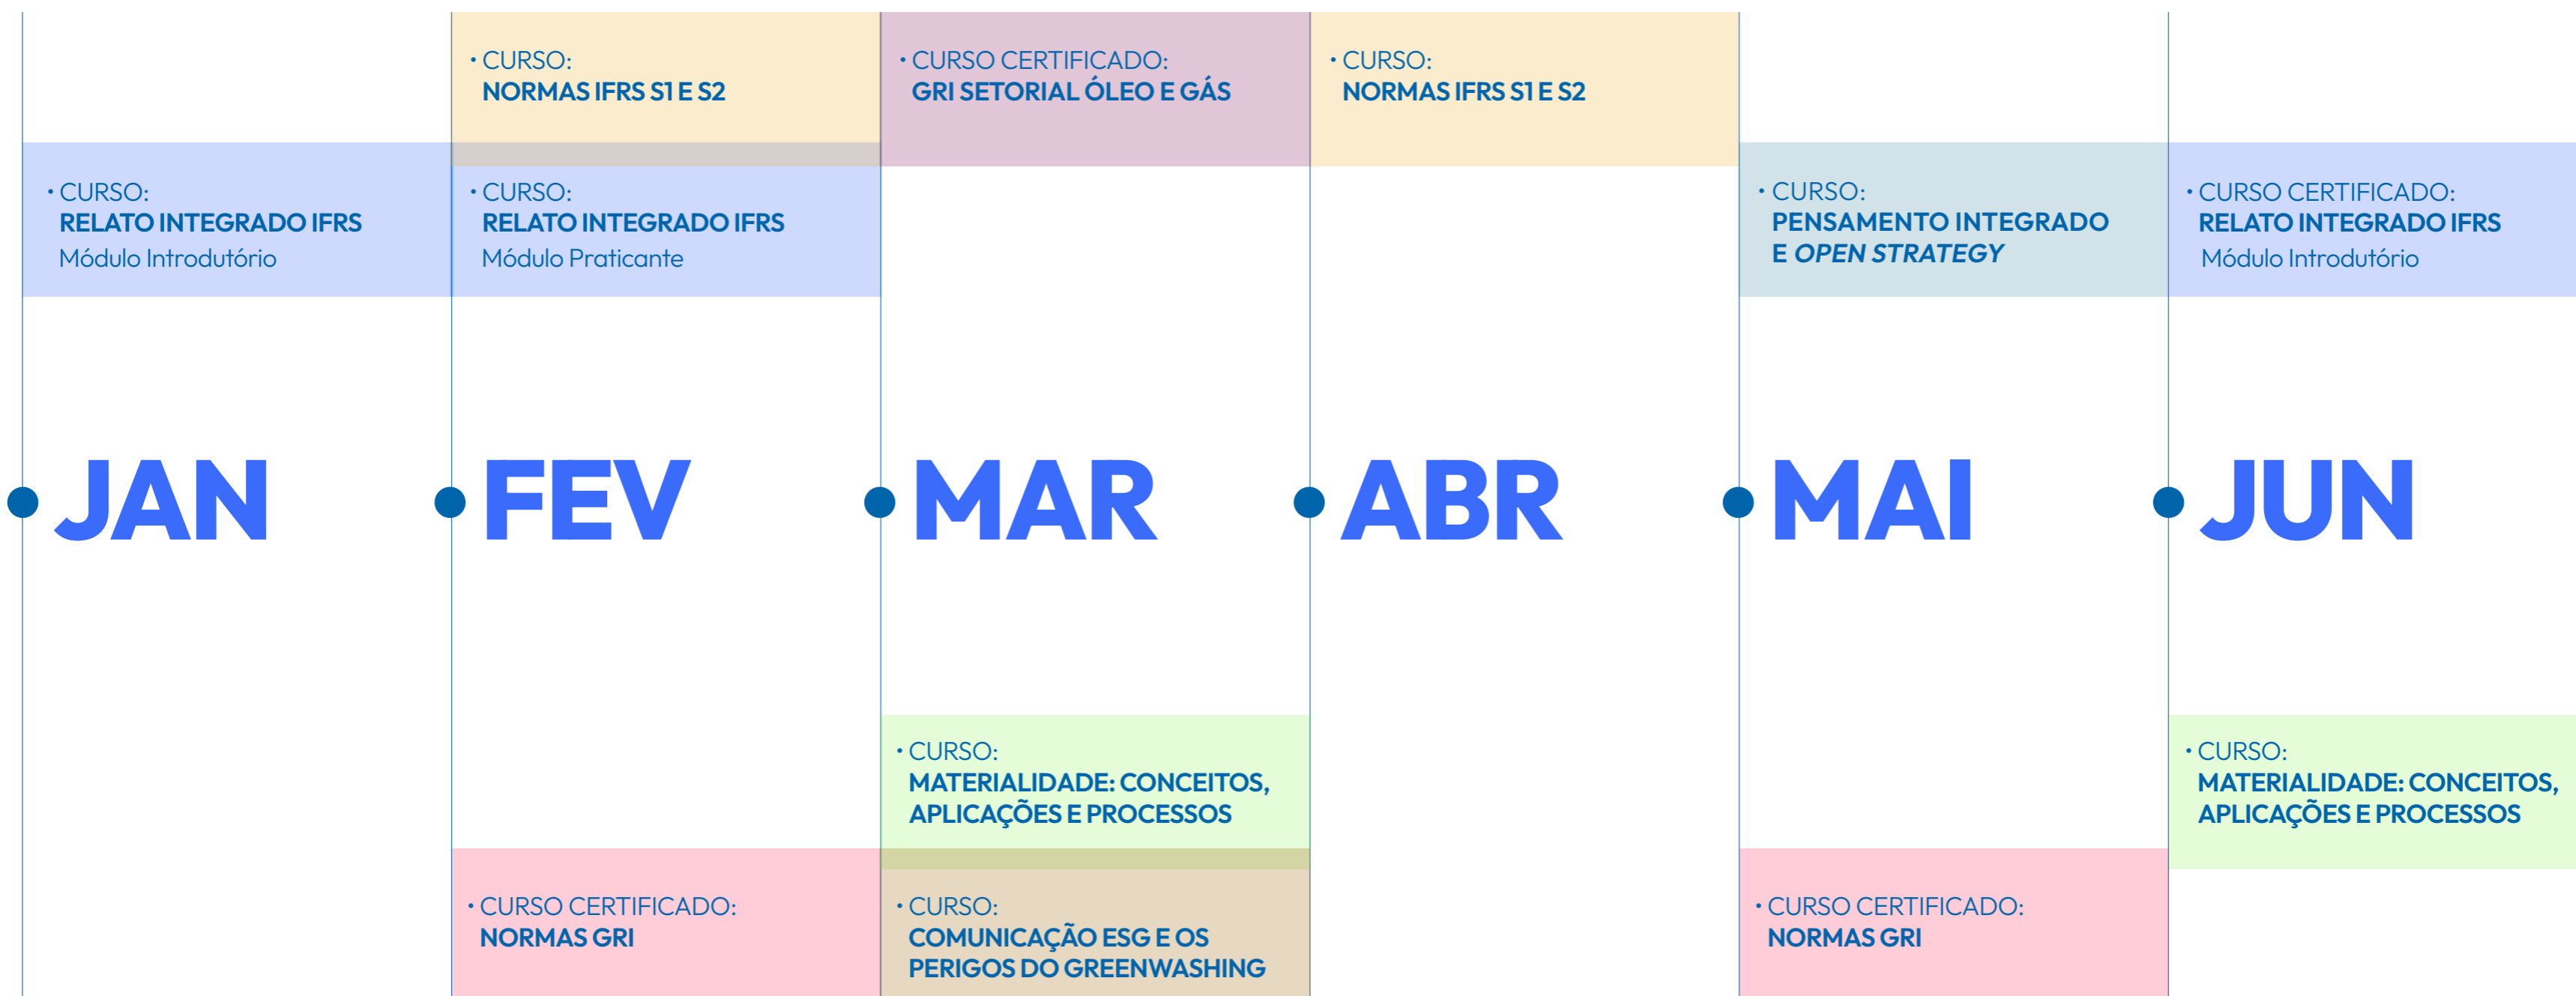 • CURSO:
NORMAS IFRS S1 E S2
• CURSO CERTIFICADO:
GRI SETORIAL ÓLEO E GÁS
• CURSO:
NORMAS IFRS S1 E S2
• CURSO:
RELATO INTEGRADO IFRS
Módulo Introdutório
• CURSO:
RELATO INTEGRADO IFRS
Módulo Praticante
• CURSO:
PENSAMENTO INTEGRADO
E OPEN STRATEGY
• CURSO CERTIFICADO:
RELATO INTEGRADO IFRS
Módulo Introdutório
JAN
FEV
MAR
ABR
MAI
JUN
• CURSO:
MATERIALIDADE: CONCEITOS,
APLICAÇÕES E PROCESSOS
• CURSO:
MATERIALIDADE: CONCEITOS,
APLICAÇÕES E PROCESSOS
• CURSO CERTIFICADO:
NORMAS GRI
• CURSO:
COMUNICAÇÃO ESG E OS
PERIGOS DO GREENWASHING
• CURSO CERTIFICADO:
NORMAS GRI